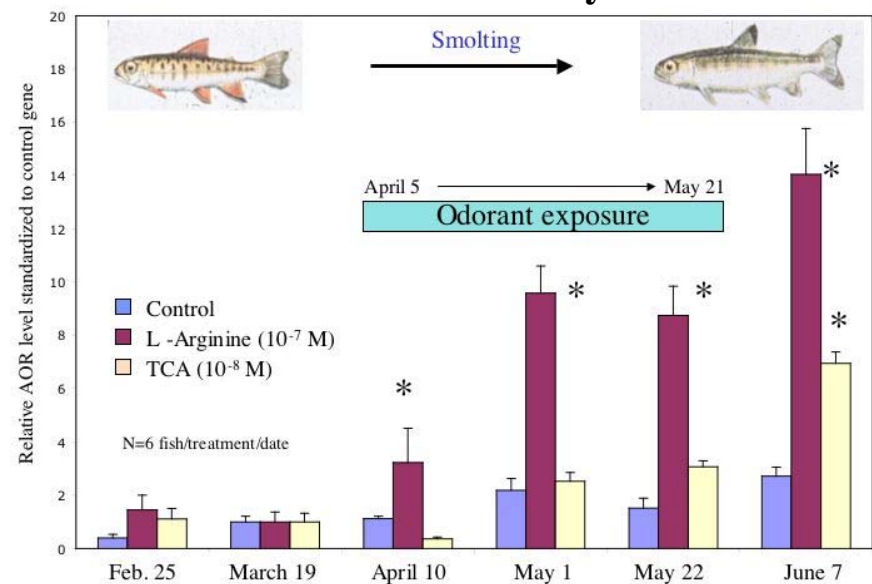 20
18
16
14
12
10
8
6
4
2
0
Relative AOR level standardized to control gene
Smolting
April 5
May 21
Odorant exposure
Control
L -Arginine (10⁻⁷ M)
TCA (10⁻⁸ M)
N=6 fish/treatment/date
*
*
*
*
*
Feb. 25
March 19
April 10
May 1
May 22
June 7